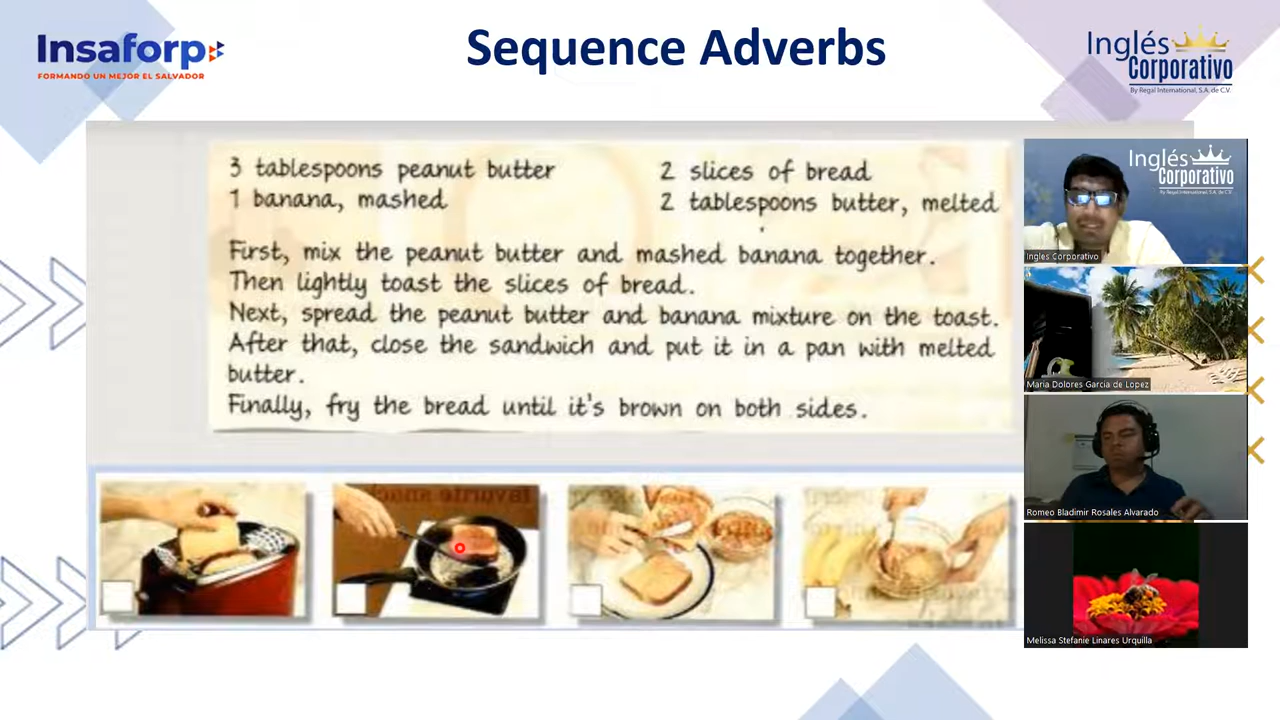 Insaforp
FORMANDO UN MEJOR EL SALVADOR
Sequence Adverbs
Inglés
Corporativo
By Regal International, S.A. de C.V.
3 tablespoons peanut butter
2 slices of bread
1 banana, mashed
2 tablespoons butter, melted
First, mix the peanut butter and mashed banana together.
Then lightly toast the slices of bread.
Next, spread the peanut butter and banana mixture on the toast.
After that, close the sandwich and put it in a pan with melted
butter.
Finally, fry the bread until it's brown on both sides.
Inglés
Corporativo
Ingles Corporativo
Maria Dolores Garcia de Lopez
Romeo Bladimir Rosales Alvarado
Melissa Stefanie Linares Urquilla